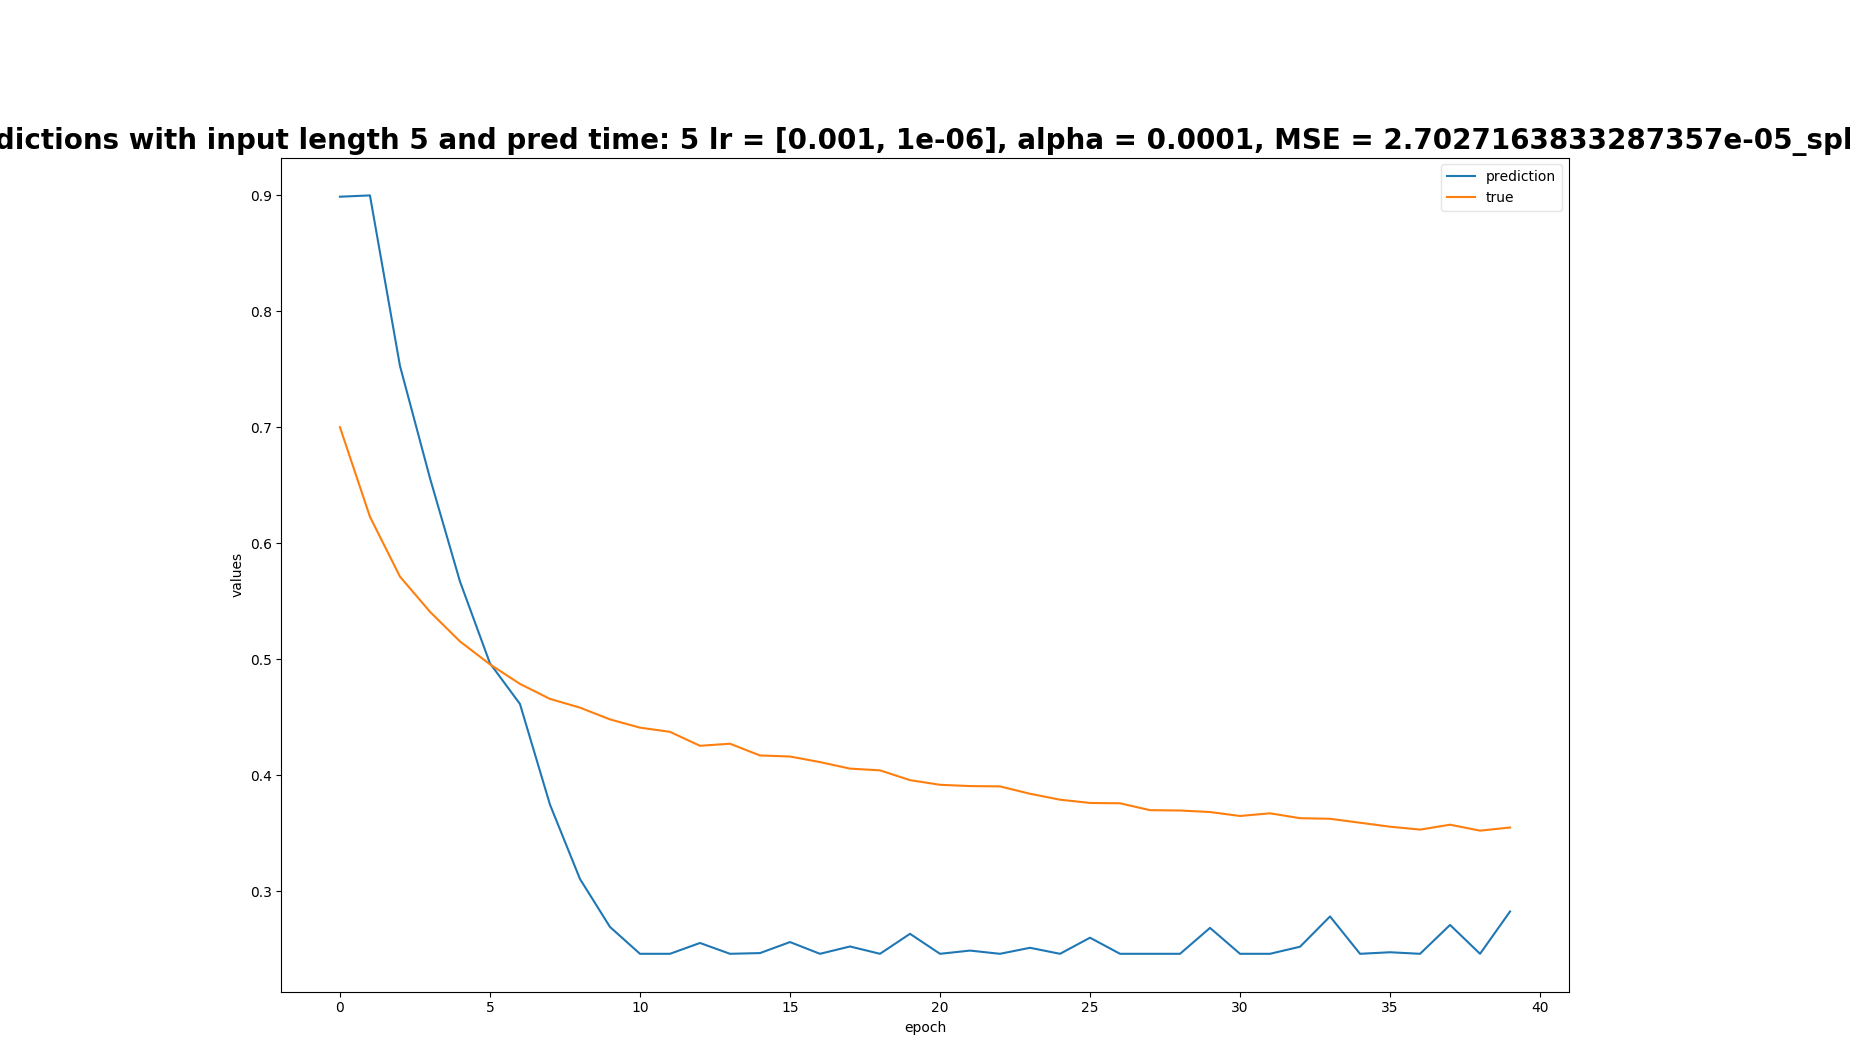 dictions with input length 5 and pred time: 5 lr = [0.001, 1e-06], alpha = 0.0001, MSE = 2.7027163833287357e-05_spl
prediction
true
0.9
0.8
0.7
0.6
0.5
0.4
0.3
values
0 5 10 15 20 25 30 35 40
epoch